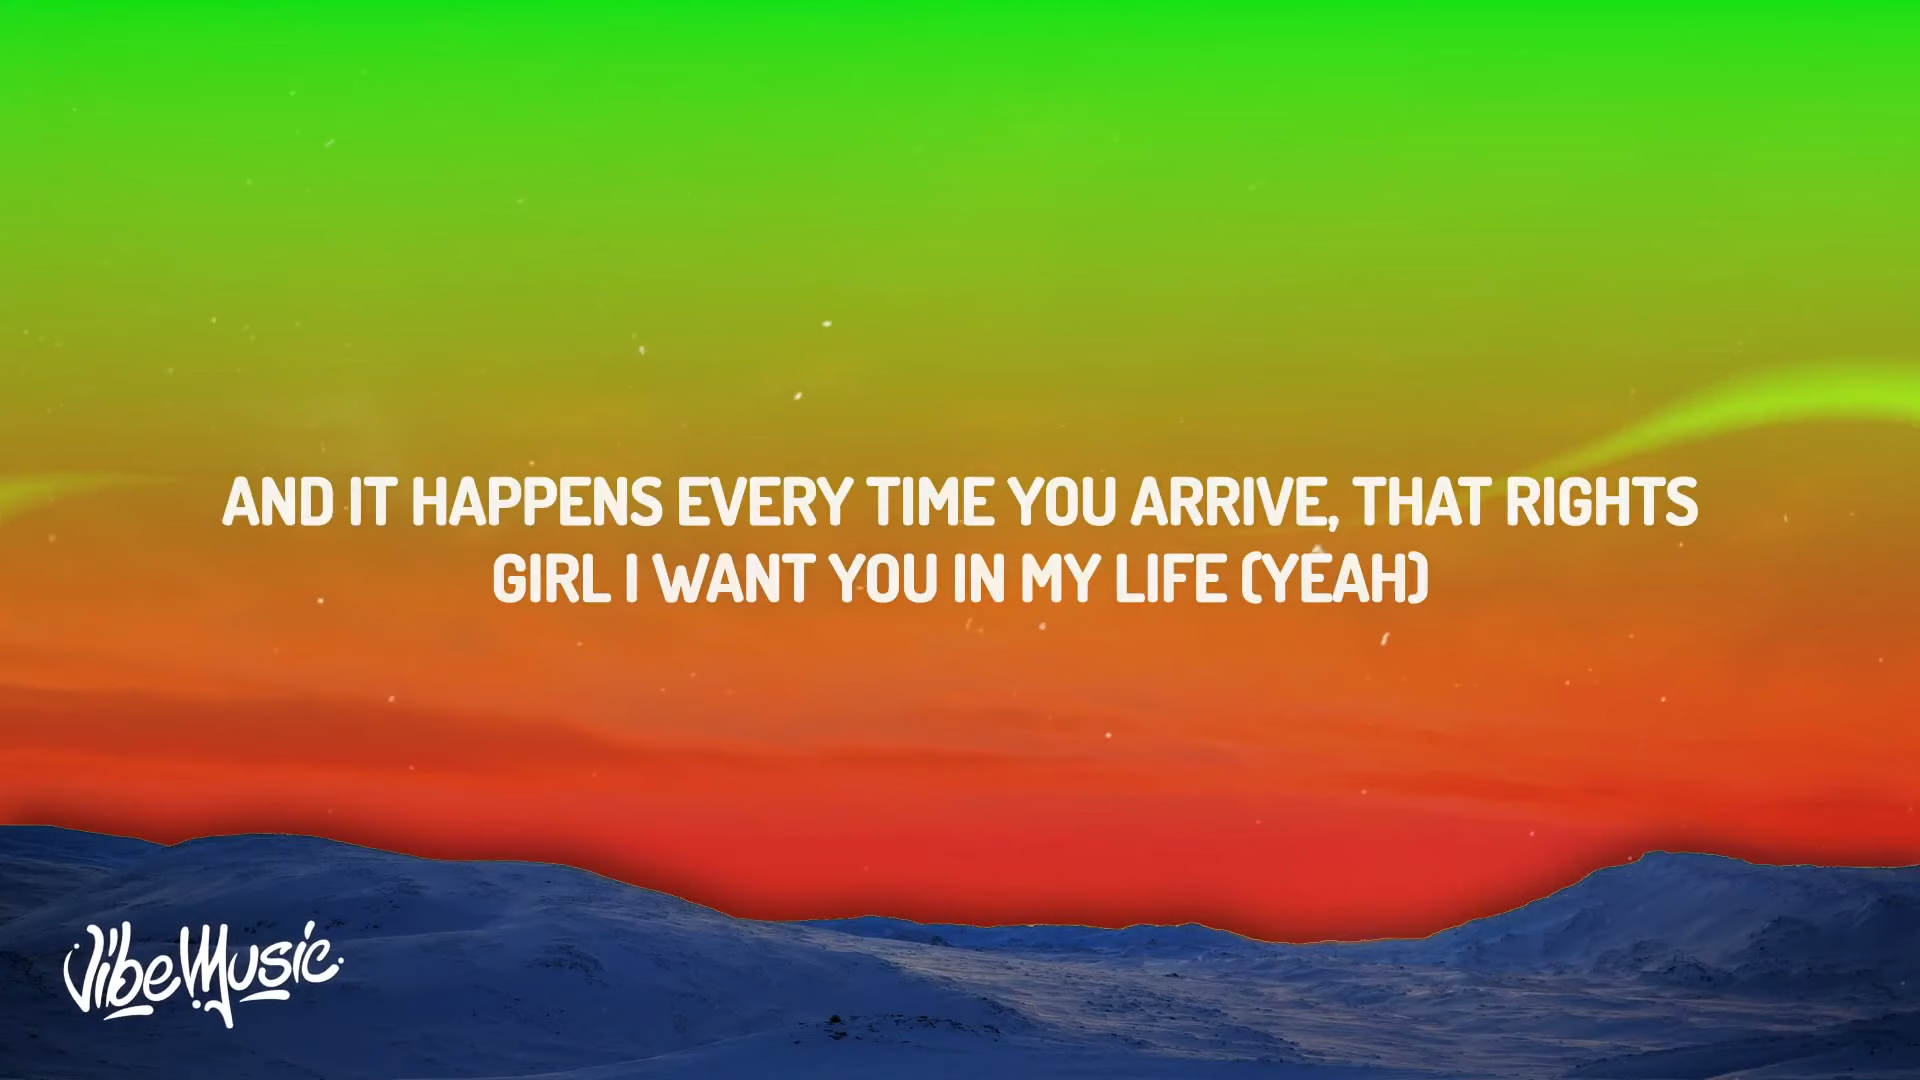 AND IT HAPPENS EVERY TIME YOU ARRIVE, THAT RIGHTS
GIRL I WANT YOU IN MY LIFE (YEAH)
VibeMusic.